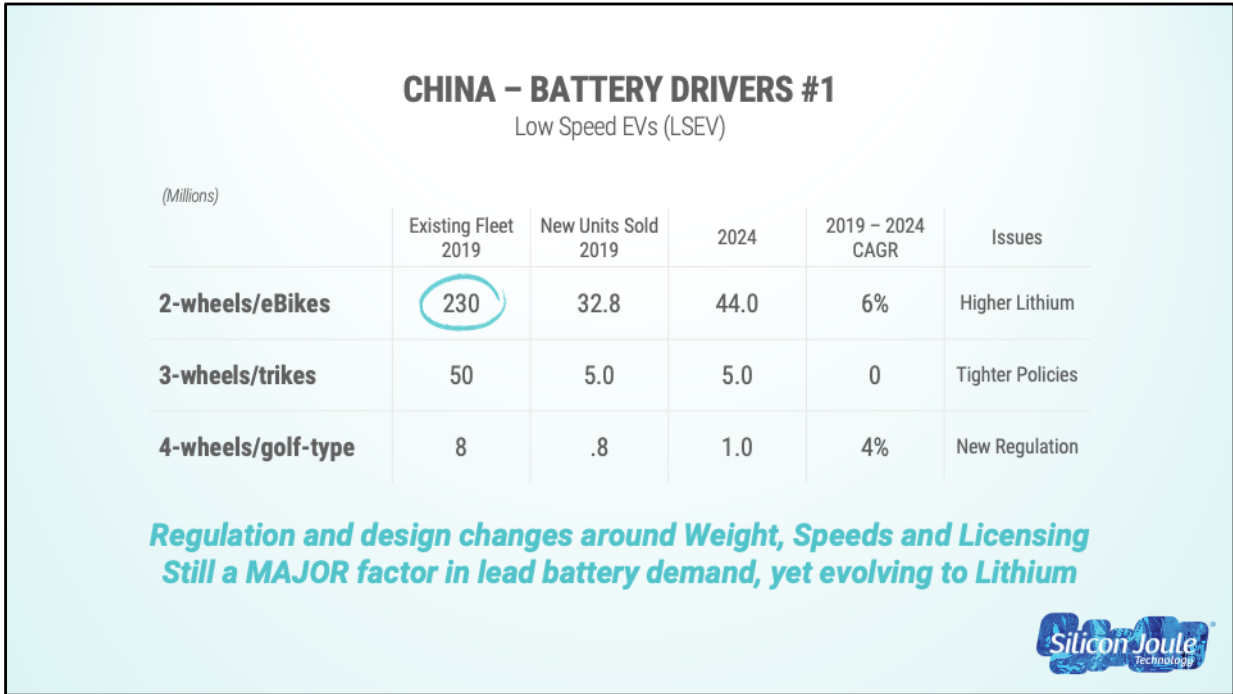 CHINA – BATTERY DRIVERS #1
Low Speed EVs (LSEV)
(Millions)
Existing Fleet 2019 New Units Sold 2019 2024 2019 – 2024 CAGR Issues
2-wheels/eBikes 230 32.8 44.0 6% Higher Lithium
3-wheels/trikes 50 5.0 5.0 0 Tighter Policies
4-wheels/golf-type 8 .8 1.0 4% New Regulation
Regulation and design changes around Weight, Speeds and Licensing
Still a MAJOR factor in lead battery demand, yet evolving to Lithium
Silicon Joule
Technology